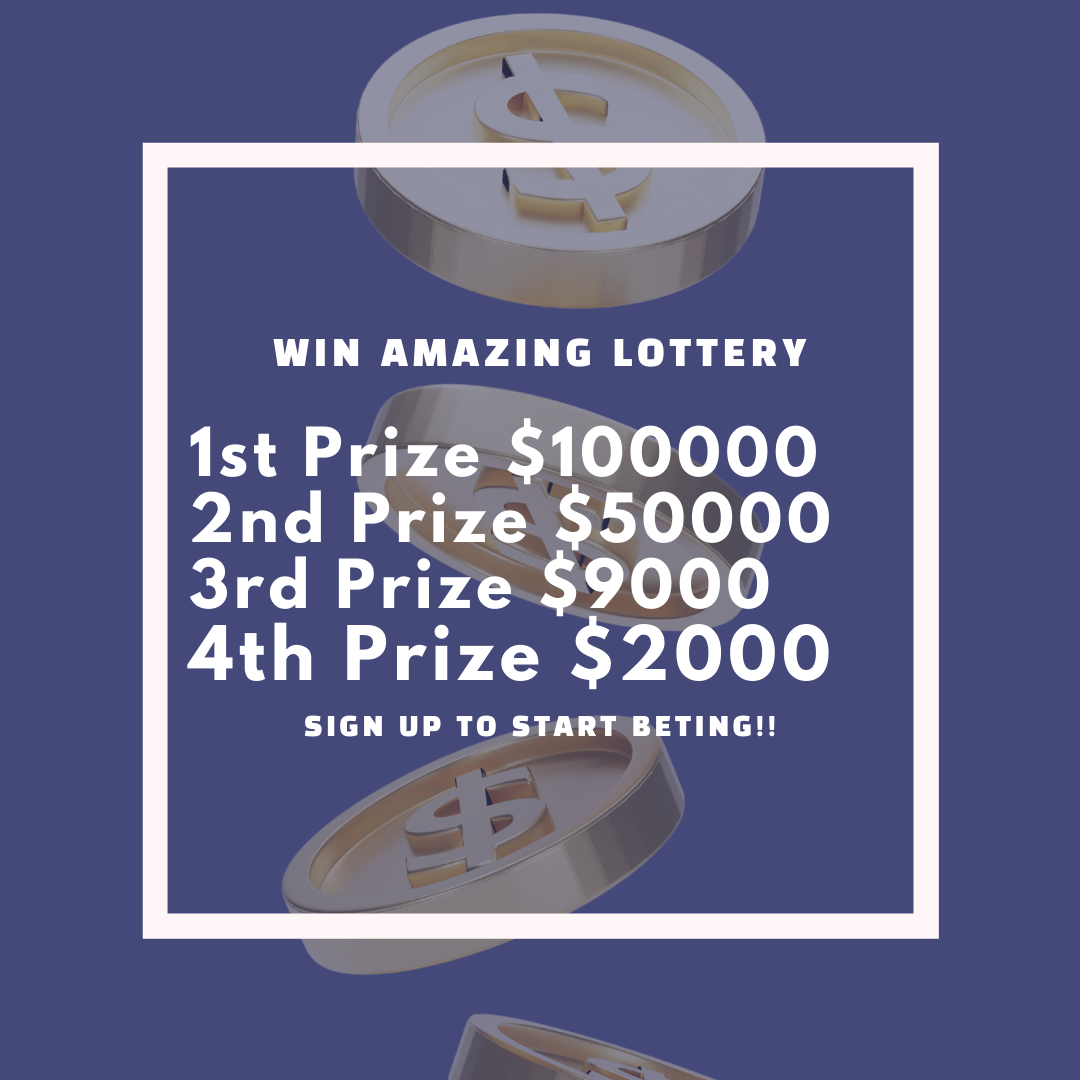 WIN AMAZING LOTTERY
1st Prize $100000
2nd Prize $50000
3rd Prize $9000
4th Prize $2000
SIGN UP TO START BETING!!